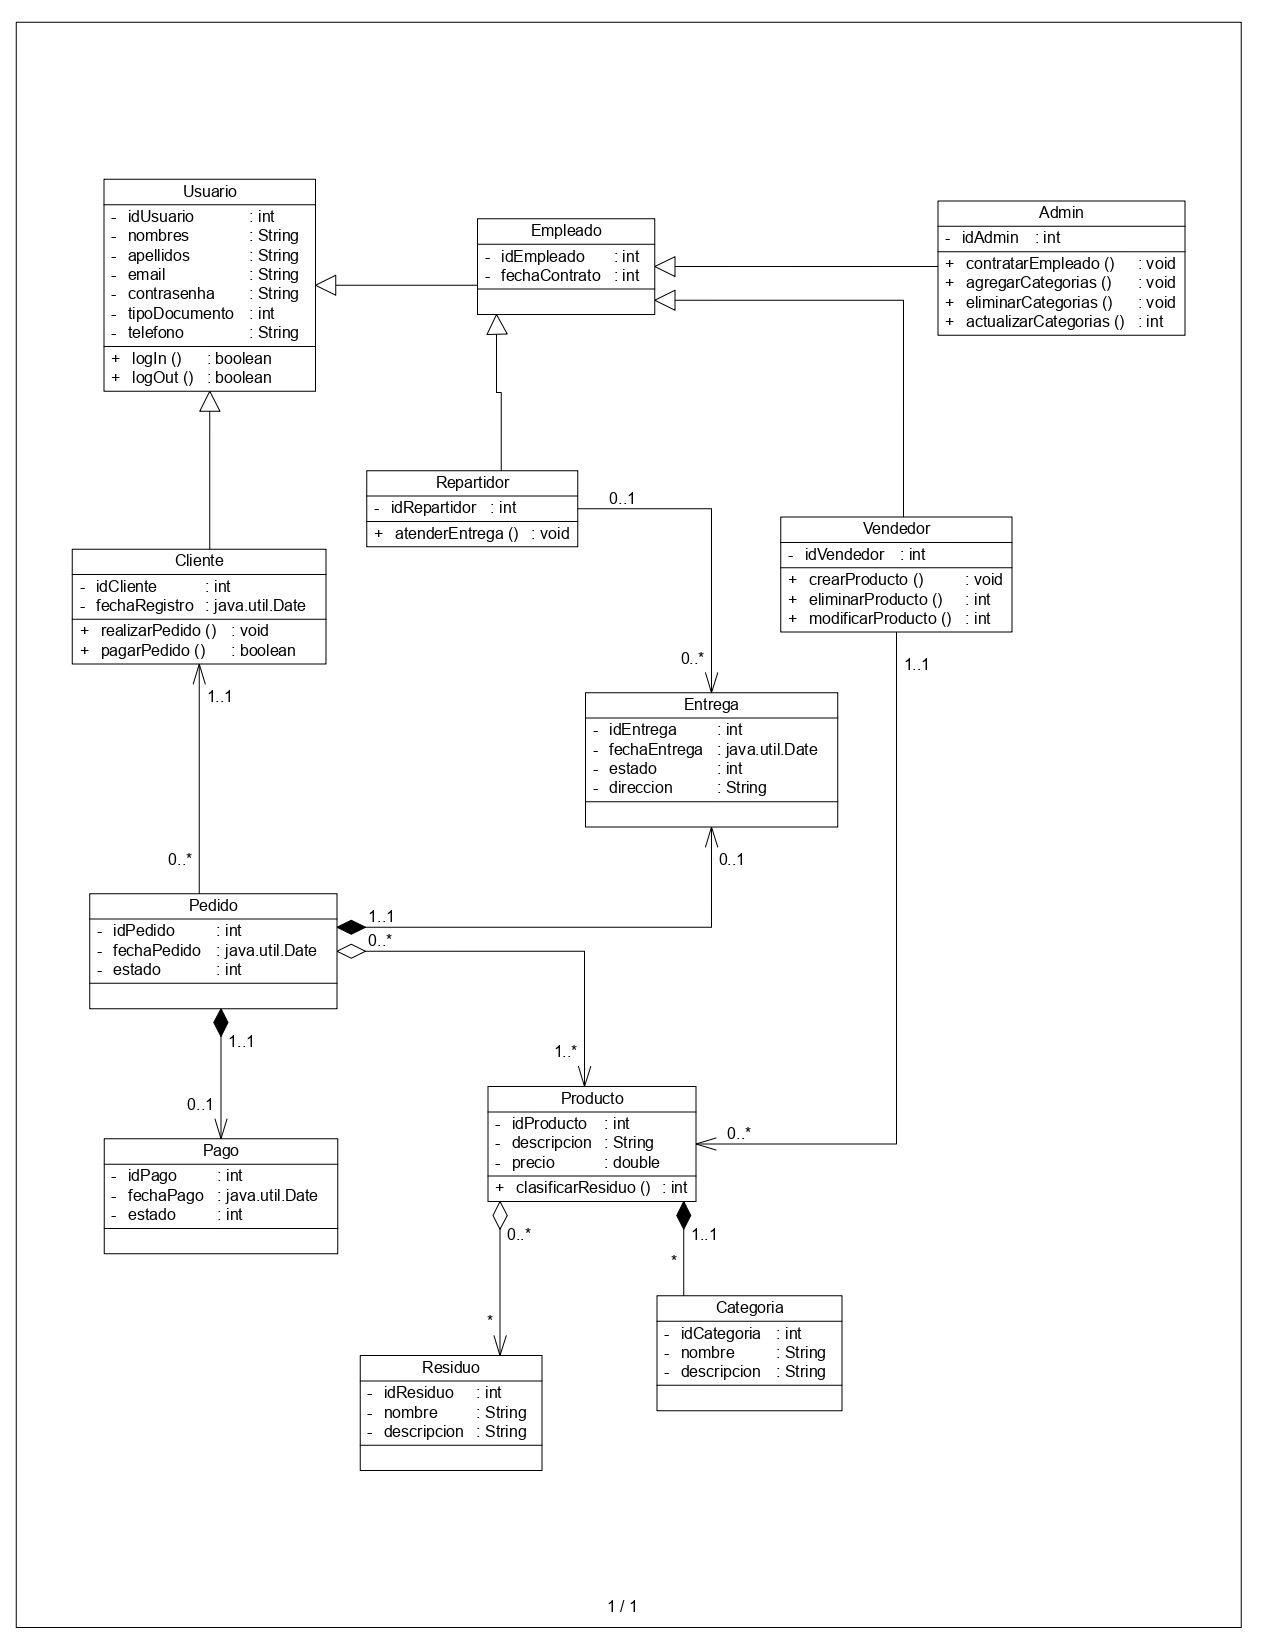 Usuario
- idUsuario : int
- nombres : String
- apellidos : String
- email : String
- contrasenha : String
- tipoDocumento : int
- telefono : String
+ logIn () : boolean
+ logOut () : boolean
Empleado
- idEmpleado : int
- fechaContrato : int
Admin
- idAdmin : int
+ contratarEmpleado () : void
+ agregarCategorias () : void
+ eliminarCategorias () : void
+ actualizarCategorias () : int
Repartidor
- idRepartidor : int
+ atenderEntrega () : void
0..1
0..*
Vendedor
- idVendedor : int
+ crearProducto () : void
+ eliminarProducto () : int
+ modificarProducto () : int
1..1
0..*
Cliente
- idCliente : int
- fechaRegistro : java.util.Date
+ realizarPedido () : void
+ pagarPedido () : boolean
1..1
0..*
Entrega
- idEntrega : int
- fechaEntrega : java.util.Date
- estado : int
- direccion : String
0..1
Pedido
- idPedido : int
- fechaPedido : java.util.Date
- estado : int
1..1
0..*
1..*
1..1
0..1
Pago
- idPago : int
- fechaPago : java.util.Date
- estado : int
Producto
- idProducto : int
- descripcion : String
- precio : double
+ clasificarResiduo () : int
0..*
*
1..1
*
Categoria
- idCategoria : int
- nombre : String
- descripcion : String
Residuo
- idResiduo : int
- nombre : String
- descripcion : String
1 / 1